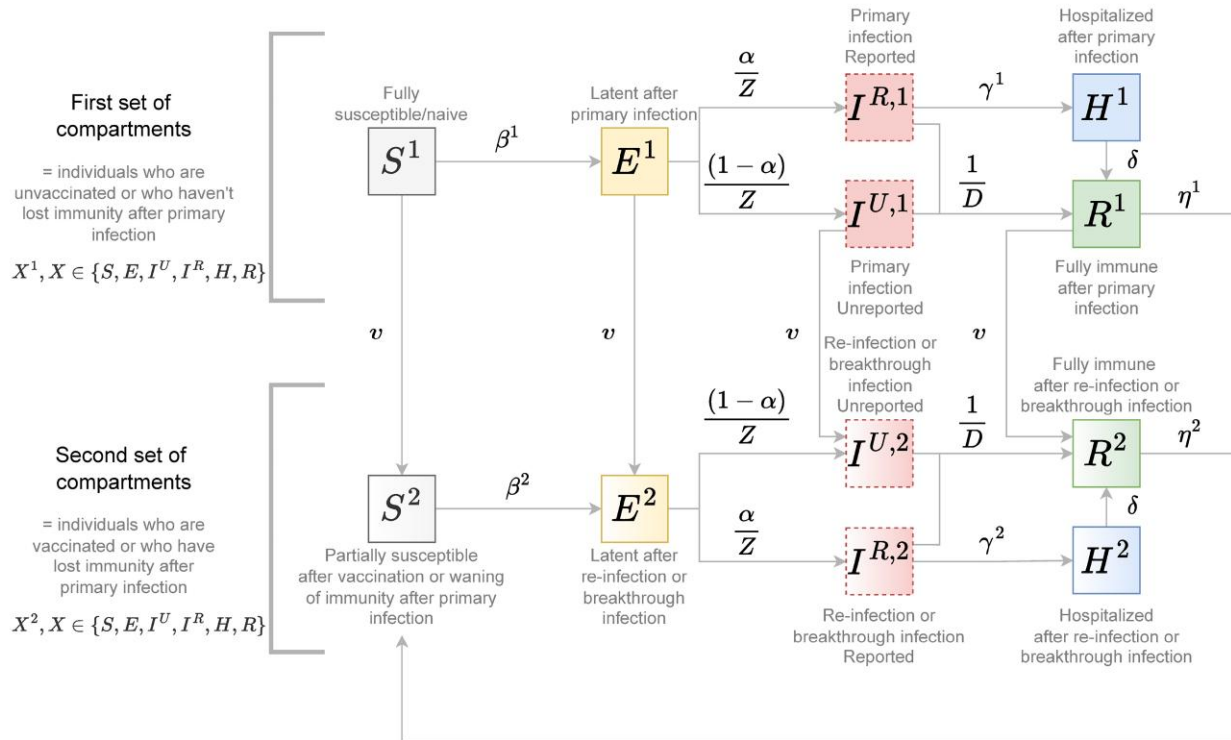 First set of
compartments
= individuals who are
unvaccinated or who haven't
lost immunity after primary
infection
X^1, X ∈ {S, E, I^U, I^R, H, R}
Fully
susceptible/naive
S^1
β^1
Latent after
primary infection
E^1
α/Z
(1 − α)/Z
Primary
infection
Reported
I^{R,1}
γ^1
Hospitalized
after primary
infection
H^1
δ
I^{U,1}
1/D
R^1
η^1
Primary
infection
Unreported
Fully immune
after primary
infection
v
v
v
v
Second set of
compartments
= individuals who are
vaccinated or who have
lost immunity after
primary infection
X^2, X ∈ {S, E, I^U, I^R, H, R}
S^2
Partially susceptible
after vaccination or waning
of immunity after primary
infection
β^2
E^2
Latent after
re-infection or
breakthrough
infection
(1 − α)/Z
α/Z
Re-infection or
breakthrough
infection
Unreported
I^{U,2}
1/D
Fully immune
after re-infection or
breakthrough infection
R^2
η^2
δ
I^{R,2}
γ^2
H^2
Re-infection or
breakthrough infection
Reported
Hospitalized
after re-infection or
breakthrough infection